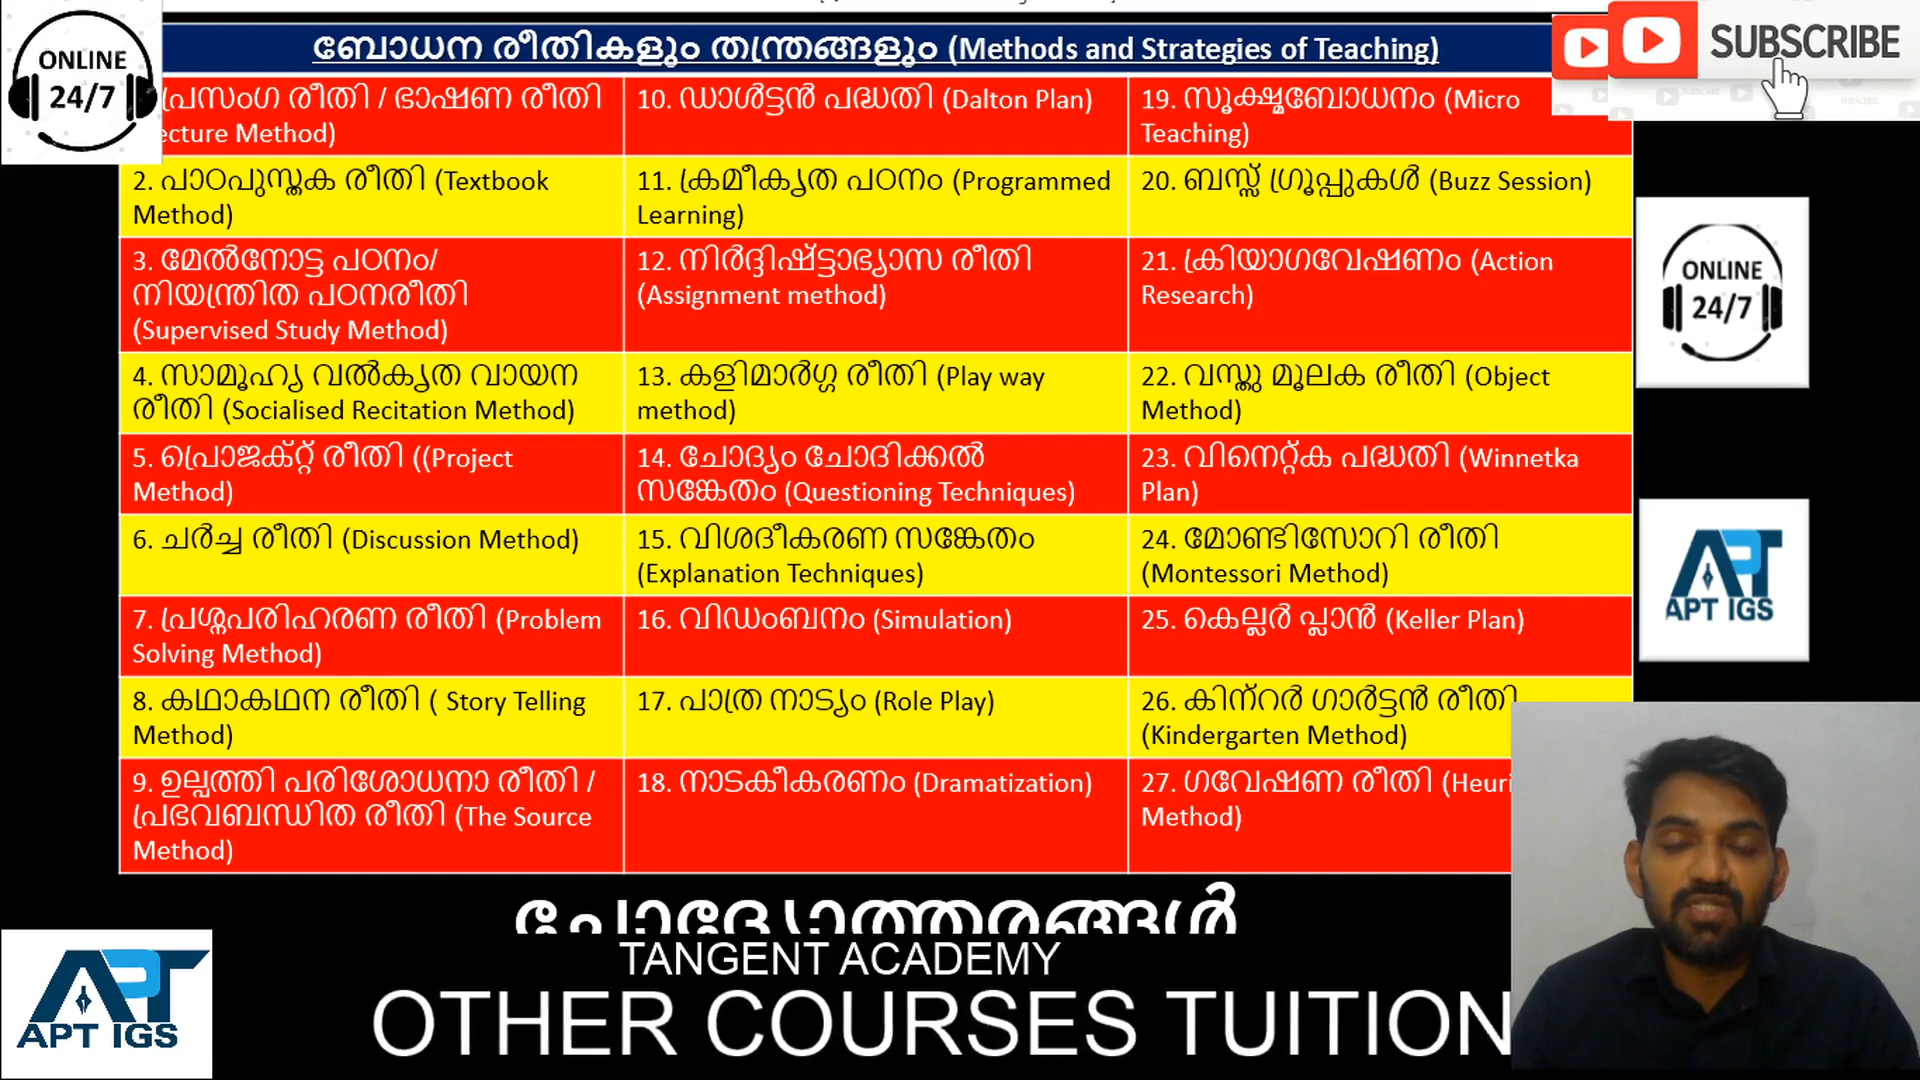 ONLINE
24/7
ബോധന രീതികളും തന്ത്രങ്ങളും (Methods and Strategies of Teaching)
SUBSCRIBE
പ്രസംഗ രീതി / ഭാഷണ രീതി
ecture Method)
10. ഡാൾട്ടൻ പദ്ധതി (Dalton Plan)
19. സൂക്ഷ്മബോധനം (Micro
Teaching)
2. പാഠപുസ്തക രീതി (Textbook
Method)
11. ക്രമീകൃത പഠനം (Programmed
Learning)
20. ബസ്സ് ഗ്രൂപ്പുകൾ (Buzz Session)
3. മേൽനോട്ട പഠനം/
നിയന്ത്രിത പഠനരീതി
(Supervised Study Method)
12. നിർദ്ദിഷ്ട്ടാഭ്യാസ രീതി
(Assignment method)
21. ക്രിയാഗവേഷണം (Action
Research)
4. സാമൂഹ്യ വൽകൃത വായന
രീതി (Socialised Recitation Method)
13. കളിമാർഗ്ഗ രീതി (Play way
method)
22. വസ്തു മൂലക രീതി (Object
Method)
5. പ്രൊജക്റ്റ് രീതി ((Project
Method)
14. ചോദ്യം ചോദിക്കൽ
സങ്കേതം (Questioning Techniques)
23. വിനെറ്റ്ക പദ്ധതി (Winnetka
Plan)
6. ചർച്ച രീതി (Discussion Method)
15. വിശദീകരണ സങ്കേതം
(Explanation Techniques)
24. മോണ്ടിസോറി രീതി
(Montessori Method)
7. പ്രശ്നപരിഹരണ രീതി (Problem
Solving Method)
16. വിഡംബനം (Simulation)
25. കെല്ലർ പ്ലാൻ (Keller Plan)
8. കഥാകഥന രീതി ( Story Telling
Method)
17. പാത്ര നാട്യം (Role Play)
26. കിന്റർ ഗാർട്ടൻ രീതി
(Kindergarten Method)
9. ഉല്പത്തി പരിശോധനാ രീതി /
പ്രഭവബന്ധിത രീതി (The Source
Method)
18. നാടകീകരണം (Dramatization)
27. ഗവേഷണ രീതി (Heuri
Method)
ONLINE
24/7
APT
APT IGS
ചോദ്യോത്തരങ്ങൾ
TANGENT ACADEMY
OTHER COURSES TUITION
APT
APT IGS